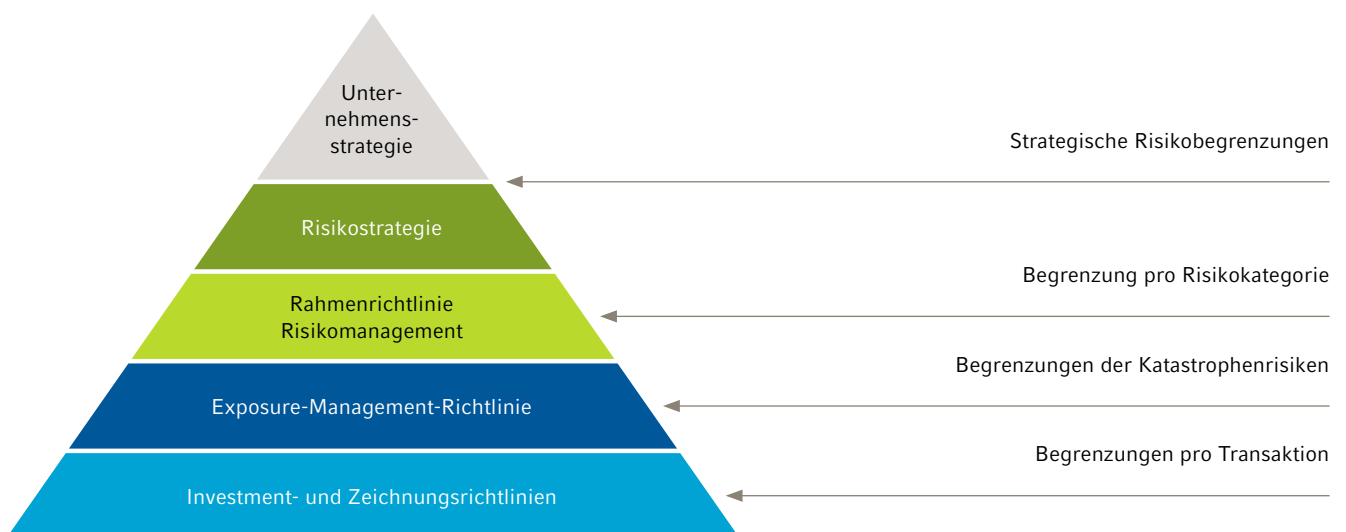 Unter-
nehmens-
strategie
Strategische Risikobegrenzungen
Risikostrategie
Begrenzung pro Risikokategorie
Rahmenrichtlinie
Risikomanagement
Begrenzungen der Katastrophenrisiken
Exposure-Management-Richtlinie
Begrenzungen pro Transaktion
Investment- und Zeichnungsrichtlinien